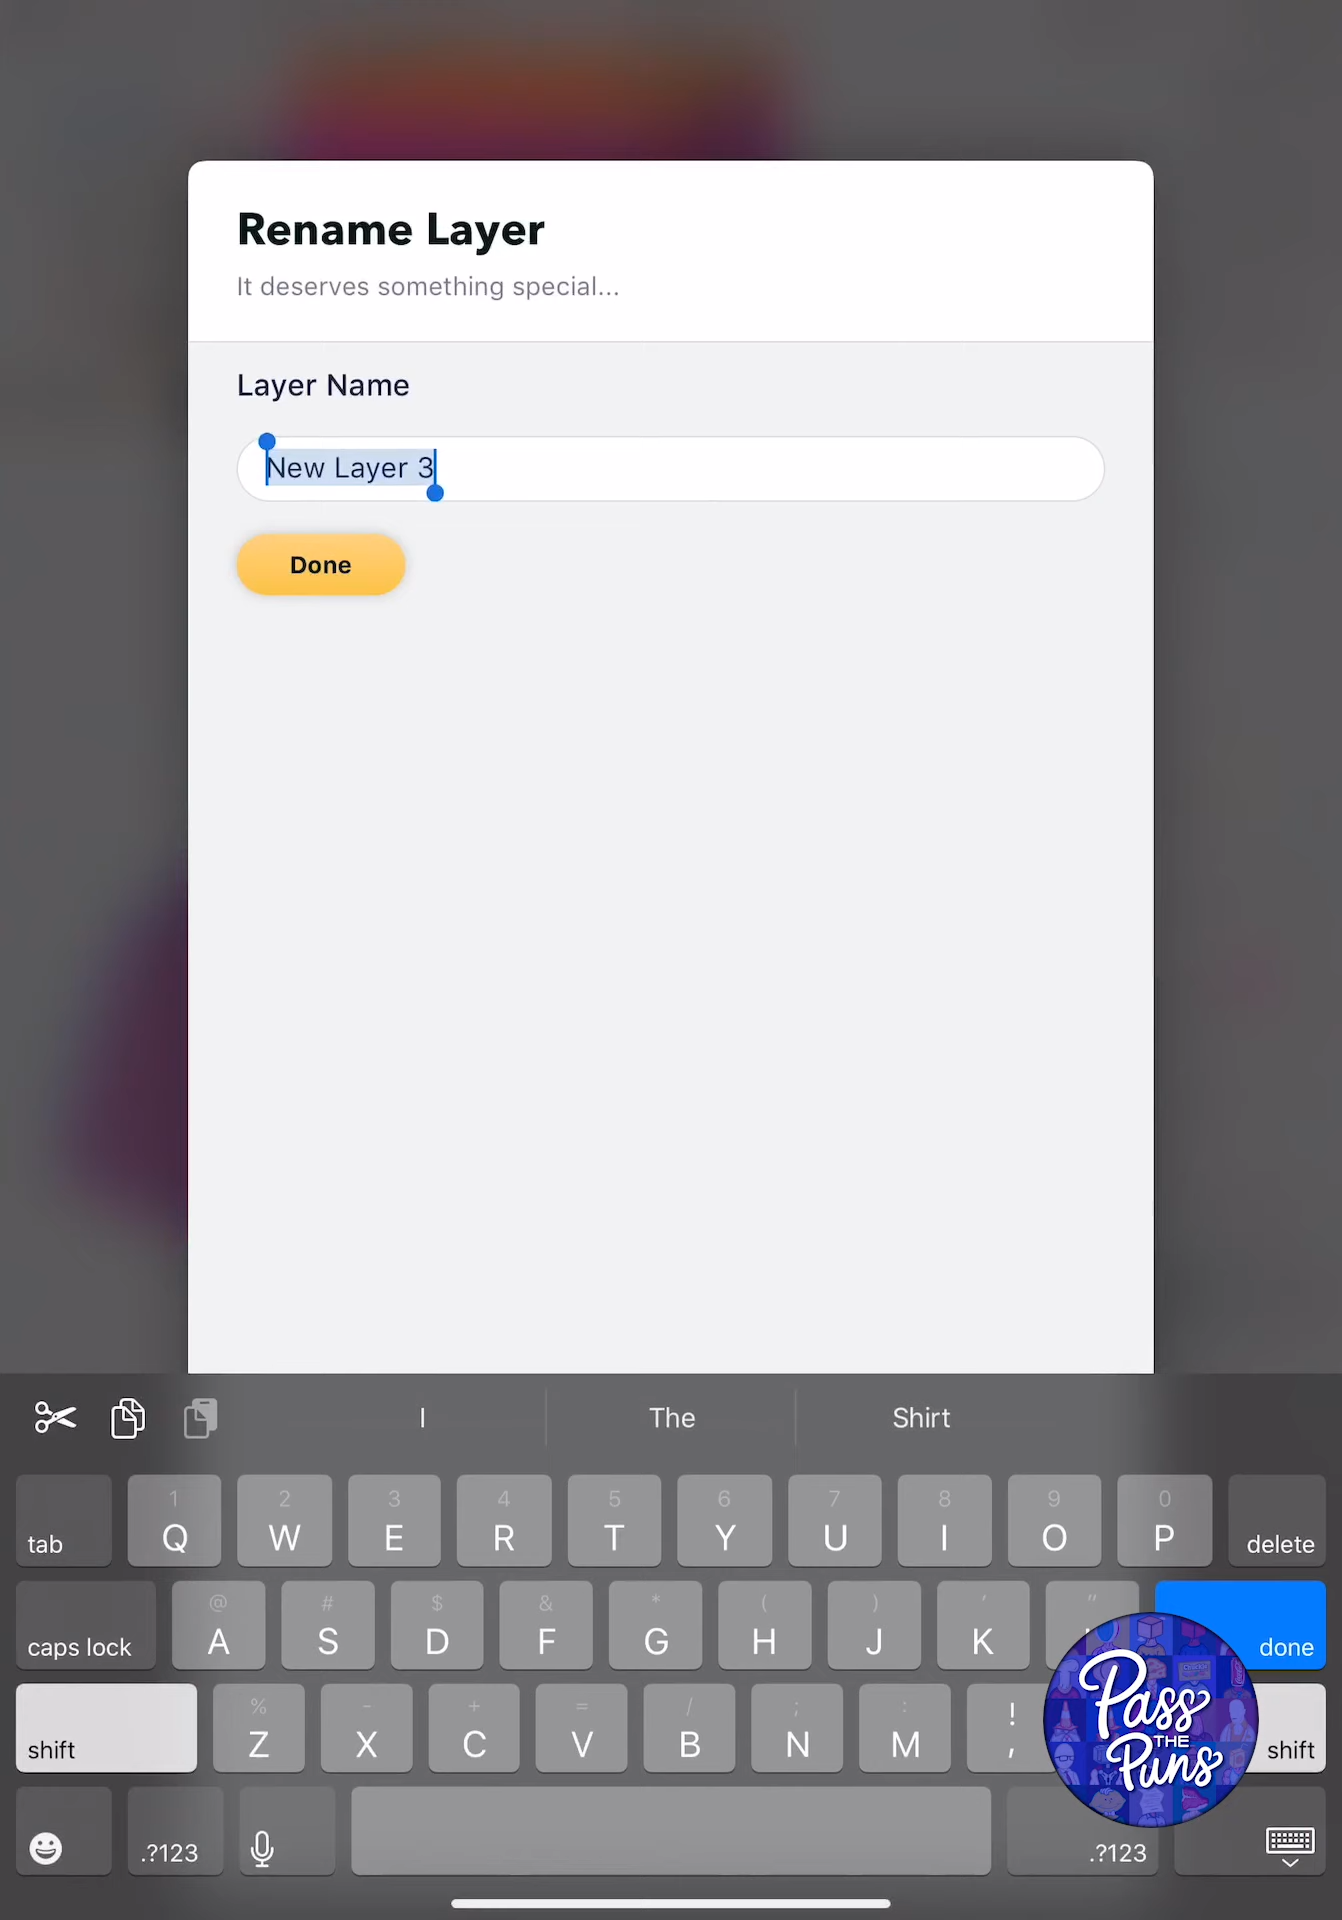 Rename Layer
It deserves something special...
Layer Name
New Layer 3
Done
I The Shirt
1 2 3 4 5 6 7 8 9 0
tab Q W E R T Y U I O P delete
@ # $ & * ( ) ' "
caps lock A S D F G H J K done
% - + = / ; : !
shift Z X C V B N M , shift
.?123 .?123
Pass
THE
Puns